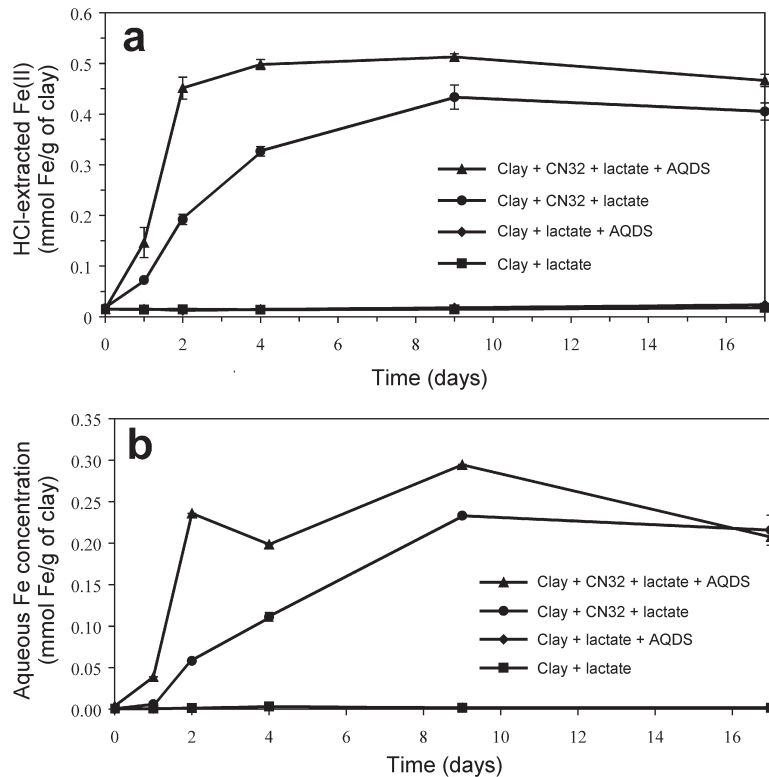 a
HCl-extracted Fe(II)
(mmol Fe/g of clay)
0.6
0.5
0.4
0.3
0.2
0.1
0
Clay + CN32 + lactate + AQDS
Clay + CN32 + lactate
Clay + lactate + AQDS
Clay + lactate
0 2 4 6 8 10 12 14 16
Time (days)
b
Aqueous Fe concentration
(mmol Fe/g of clay)
0.35
0.30
0.25
0.20
0.15
0.10
0.05
0.00
Clay + CN32 + lactate + AQDS
Clay + CN32 + lactate
Clay + lactate + AQDS
Clay + lactate
0 2 4 6 8 10 12 14 16
Time (days)